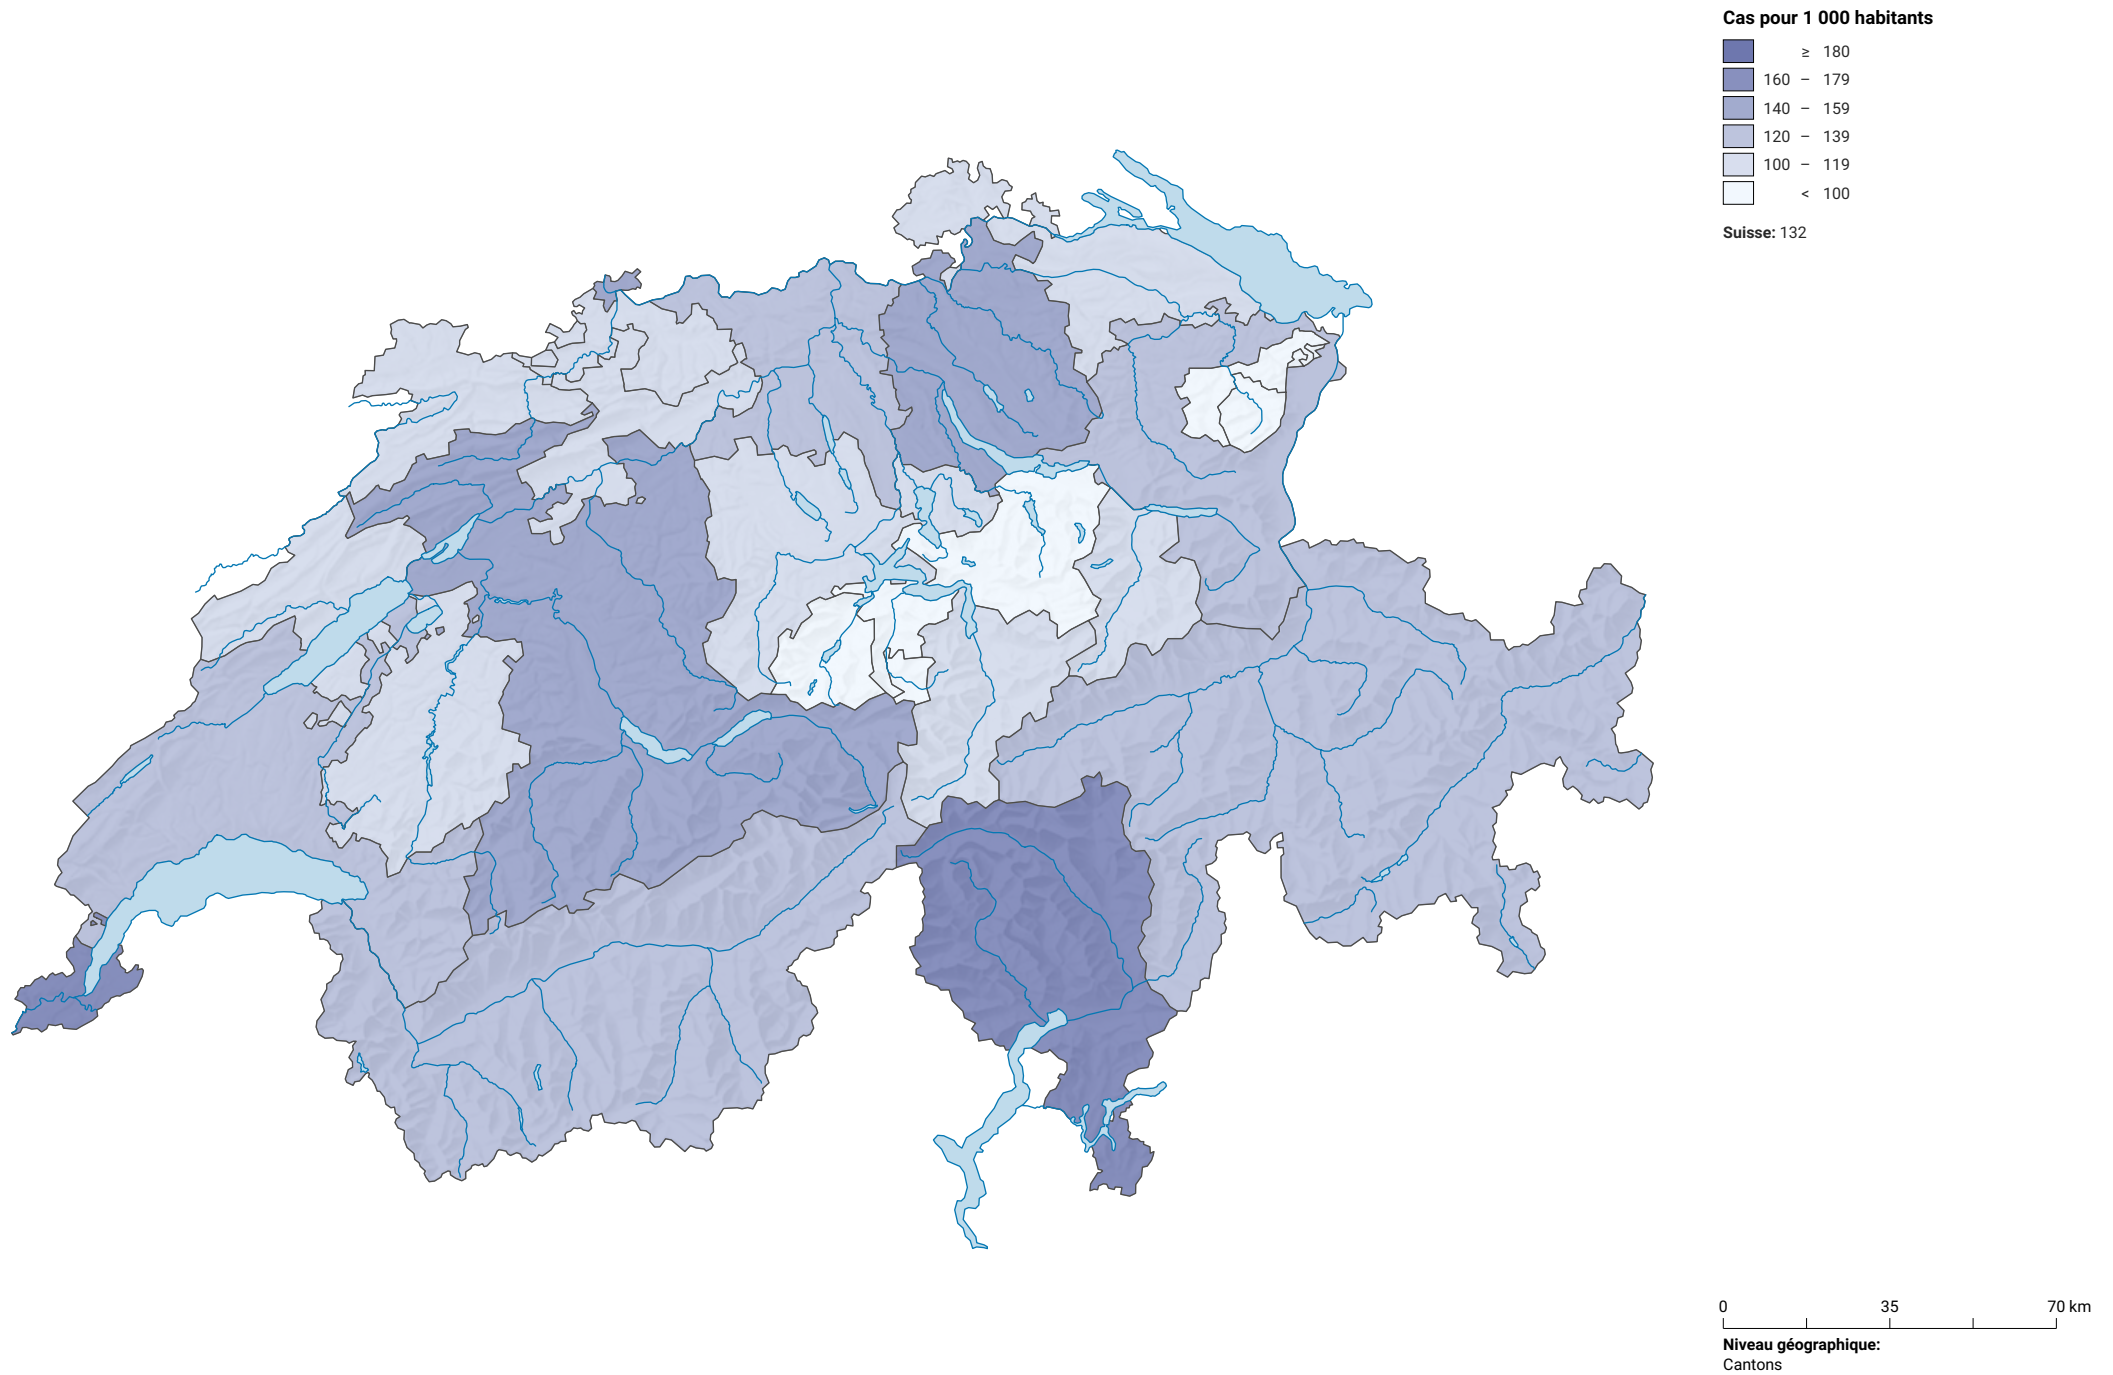 Cas pour 1 000 habitants
≥ 180
160 – 179
140 – 159
120 – 139
100 – 119
< 100
Suisse: 132
0 35 70 km
Niveau géographique:
Cantons